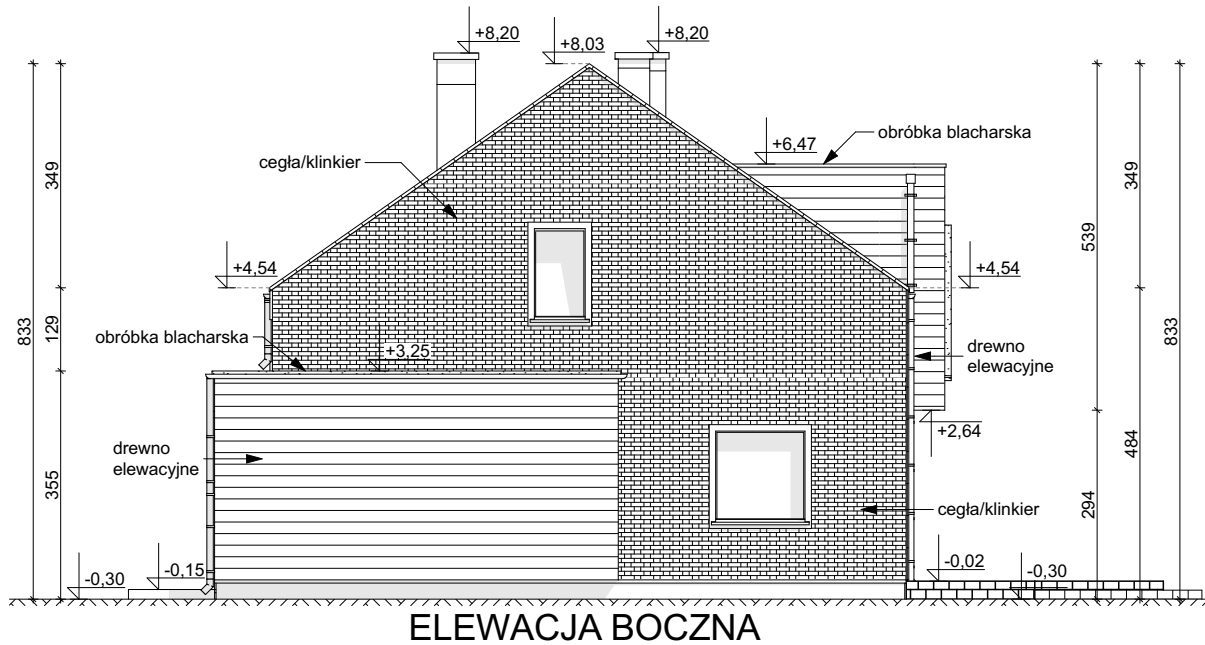 +8,20
+8,03
+8,20
+6,47
obróbka blacharska
cegła/klinkier
349
349
539
+4,54
+4,54
833
129
833
obróbka blacharska
+3,25
drewno
elewacyjne
+2,64
drewno
elewacyjne
484
355
294
cegła/klinkier
-0,30
-0,15
-0,02
-0,30
ELEWACJA BOCZNA